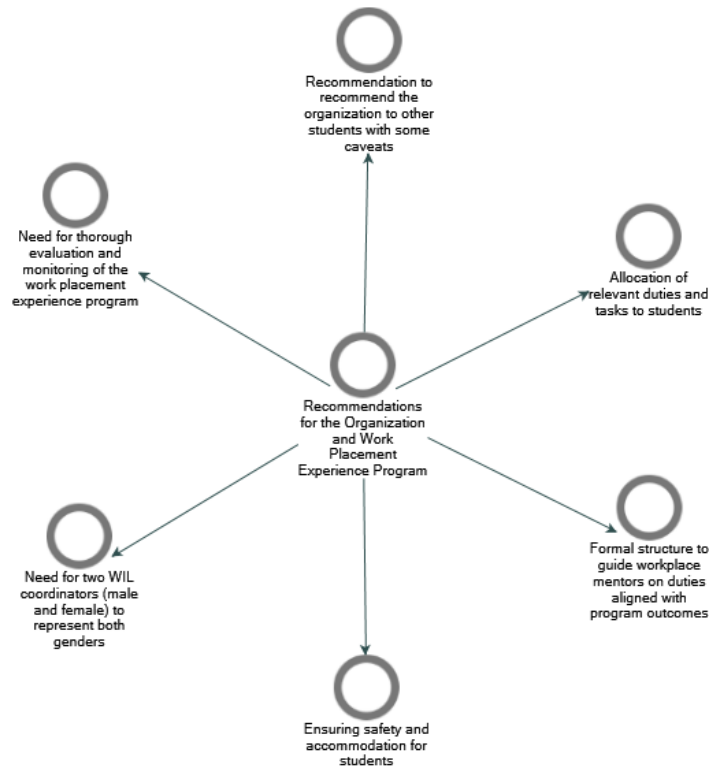 Recommendation to
recommend the
organization to other
students with some
caveats
Need for thorough
evaluation and
monitoring of the
work placement
experience program
Allocation of
relevant duties and
tasks to students
Recommendations
for the Organization
and Work
Placement
Experience Program
Formal structure to
guide workplace
mentors on duties
aligned with
program outcomes
Need for two WIL
coordinators (male
and female) to
represent both
genders
Ensuring safety and
accommodation for
students